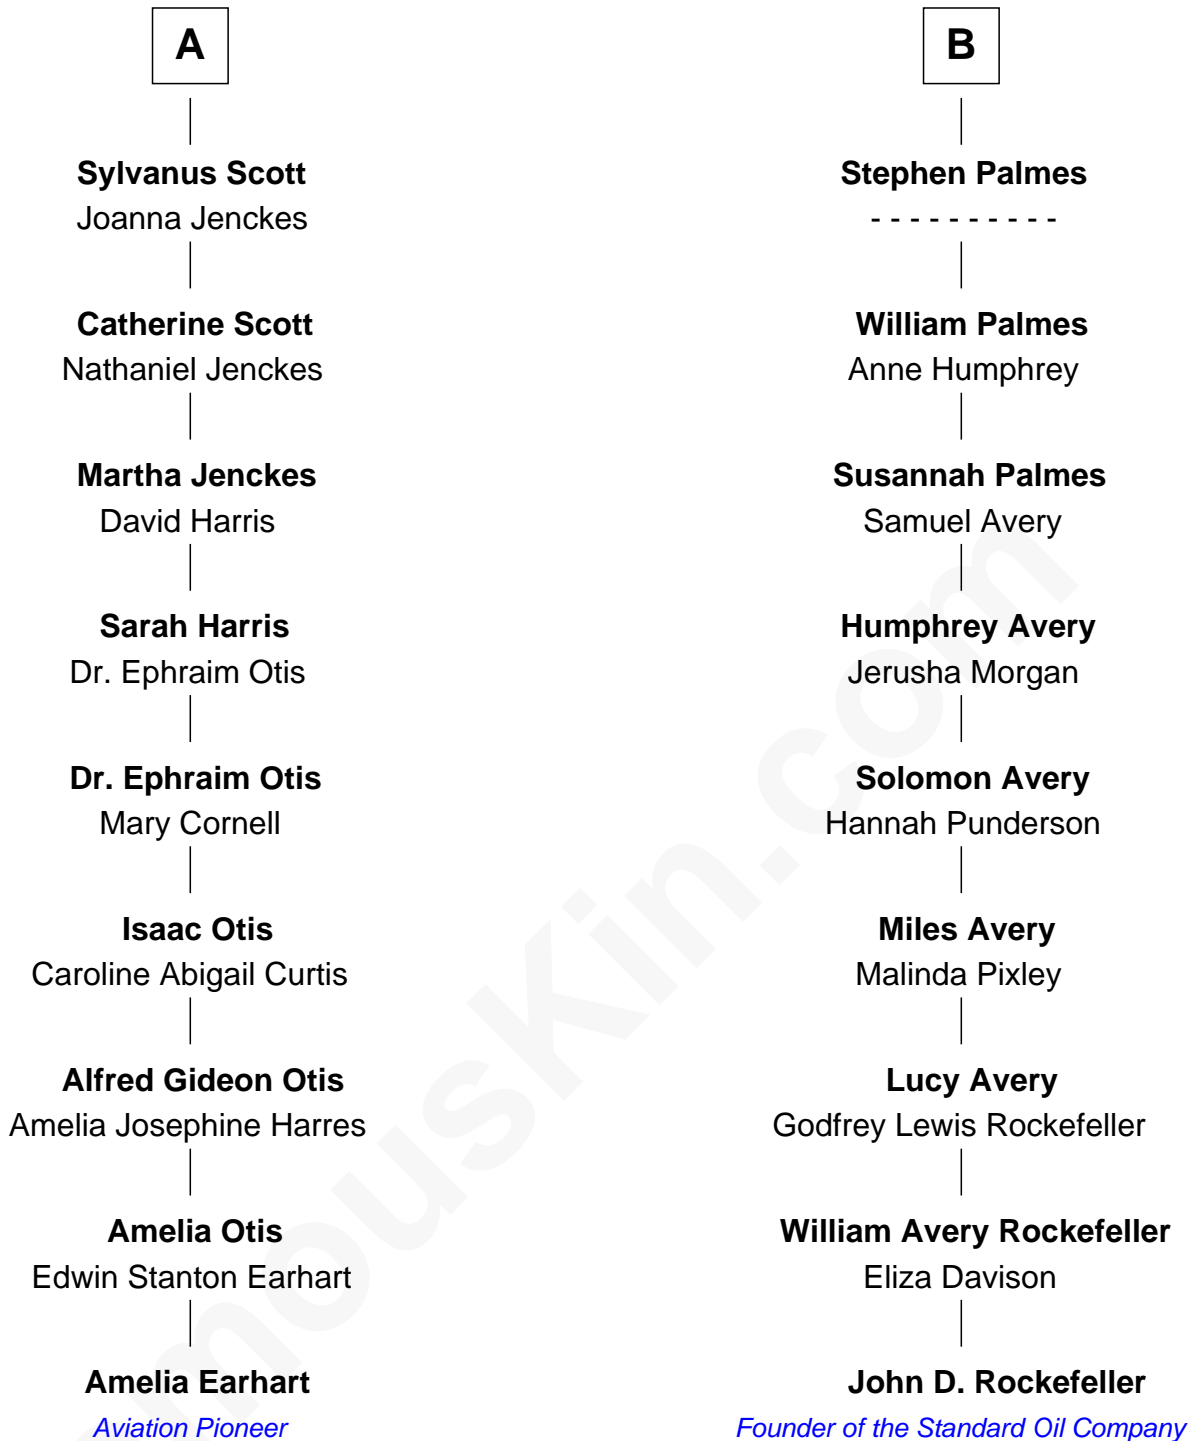 A
Sylvanus Scott
Joanna Jenckes
Catherine Scott
Nathaniel Jenckes
Martha Jenckes
David Harris
Sarah Harris
Dr. Ephraim Otis
Dr. Ephraim Otis
Mary Cornell
Isaac Otis
Caroline Abigail Curtis
Alfred Gideon Otis
Amelia Josephine Harres
Amelia Otis
Edwin Stanton Earhart
Amelia Earhart
Aviation Pioneer
B
Stephen Palmes
- - - - - - - - - -
William Palmes
Anne Humphrey
Susannah Palmes
Samuel Avery
Humphrey Avery
Jerusha Morgan
Solomon Avery
Hannah Punderson
Miles Avery
Malinda Pixley
Lucy Avery
Godfrey Lewis Rockefeller
William Avery Rockefeller
Eliza Davison
John D. Rockefeller
Founder of the Standard Oil Company
mousKin.com